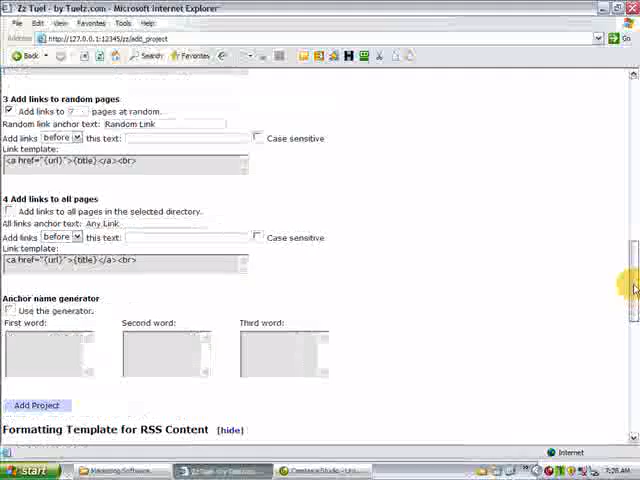 Zz Tuel - by Tuelz.com - Microsoft Internet Explorer
File Edit View Favorites Tools Help
Address http://127.0.0.1:12345/zz/add_project Go
Back Search Favorites
3 Add links to random pages
Add links to 7 pages at random.
Random link anchor text: Random Link
Add links before this text: Case sensitive
Link template:
<a href="{url}">{title}</a><br>
4 Add links to all pages
Add links to all pages in the selected directory.
All links anchor text: Any Link
Add links before this text: Case sensitive
Link template:
<a href="{url}">{title}</a><br>
Anchor name generator
Use the generator.
First word: Second word: Third word:
Add Project
Formatting Template for RSS Content [hide]
Internet
start 7:28 AM